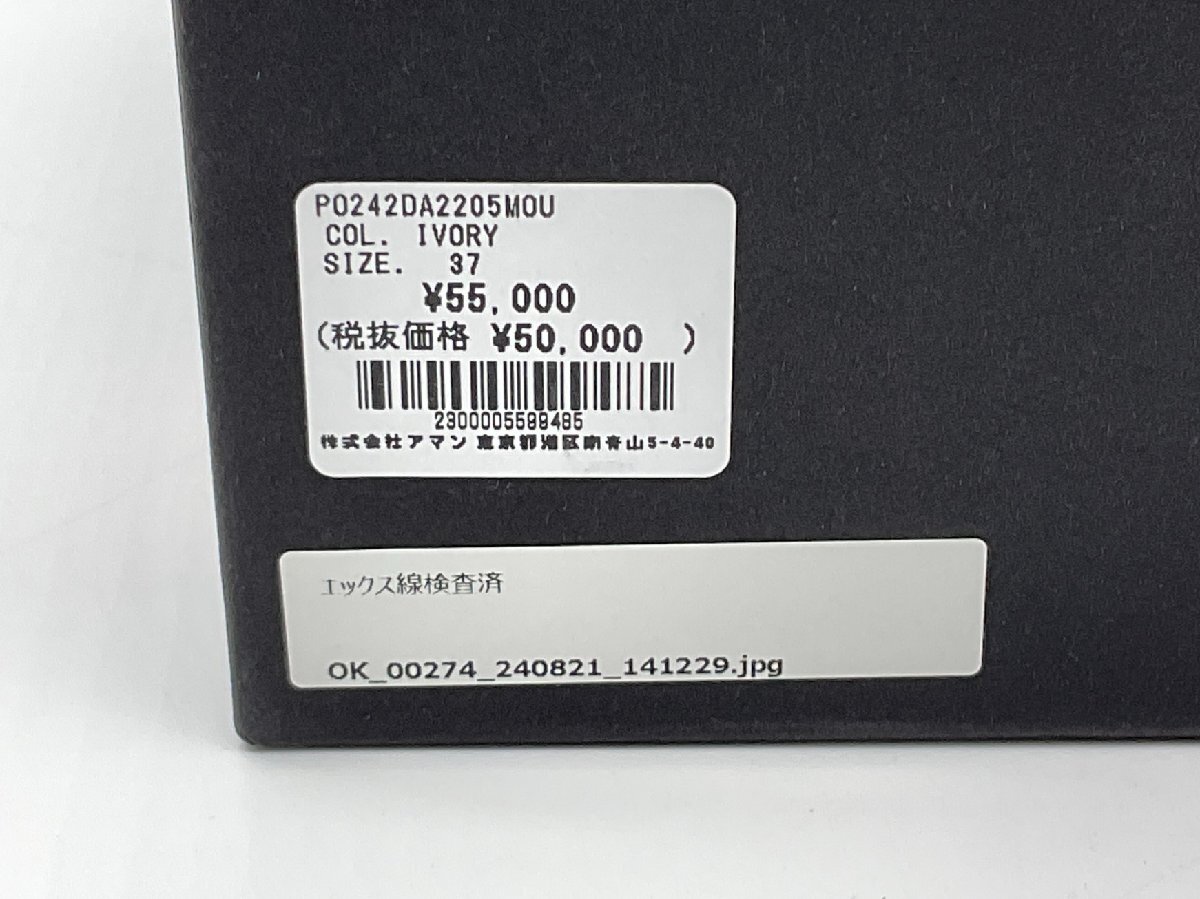 PO242DA2205MOU
COL. IVORY
SIZE. 37
¥55,000
(税抜価格 ¥50,000 )
2300005588485
株式会社アマン 東京都港区南青山5-4-40
エックス線検査済
OK_00274_240821_141229.jpg